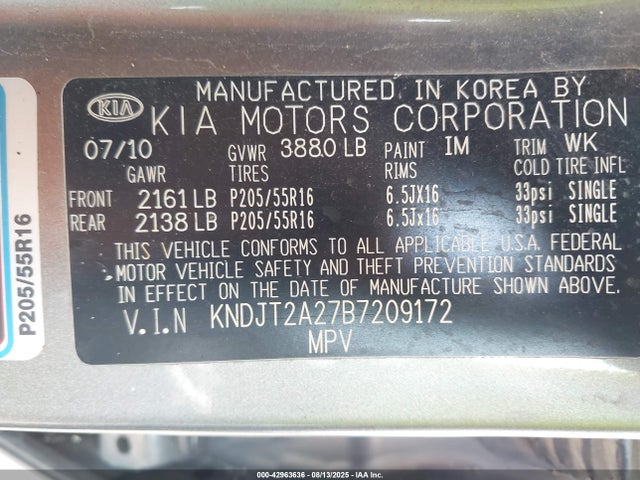 MANUFACTURED IN KOREA BY
KIA KIA MOTORS CORPORATION
07/10 GVWR 3880 LB PAINT IM TRIM WK
GAWR TIRES RIMS COLD TIRE INFL
FRONT 2161 LB P205/55R16 6.5JX16 33psi SINGLE
REAR 2138 LB P205/55R16 6.5Jx16 33psi SINGLE
THIS VEHICLE CONFORMS TO ALL APPLICABLE U.S.A. FEDERAL
MOTOR VEHICLE SAFETY AND THEFT PREVENTION STANDARDS
IN EFFECT ON THE DATE OF MANUFACTURE SHOWN ABOVE.
V.I.N KNDJT2A27B7209172
MPV
P205/55R16
000-42963636 - 08/13/2025 - IAA Inc.